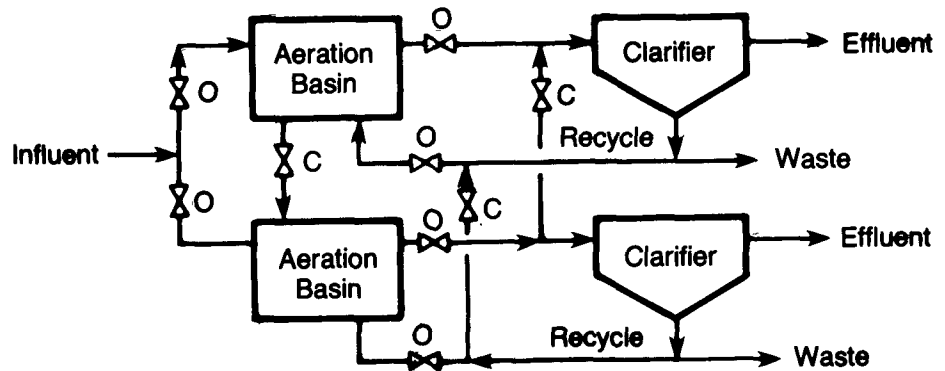 O
Aeration
Basin
Clarifier
Effluent
O
C
Influent
C
O
Recycle
Waste
O
C
O
Aeration
Basin
Clarifier
Effluent
O
Recycle
Waste